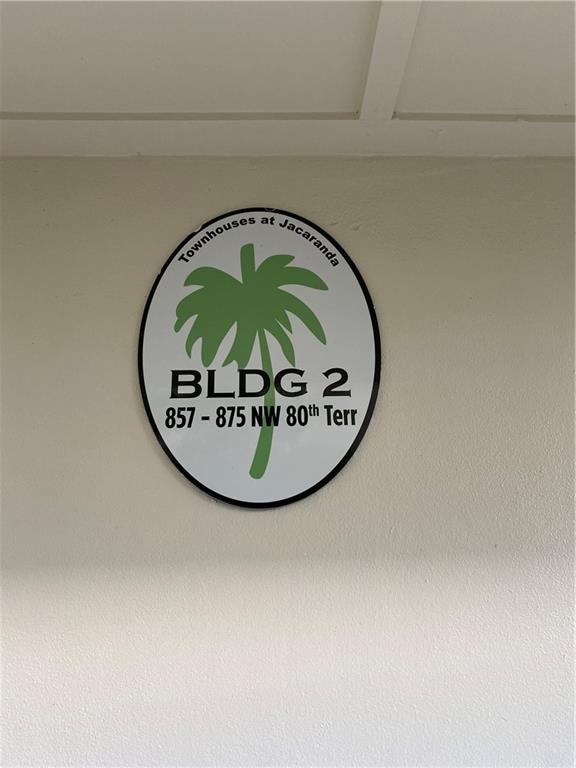 Townhouses at Jacaranda
BLDG 2
857 - 875 NW 80th Terr